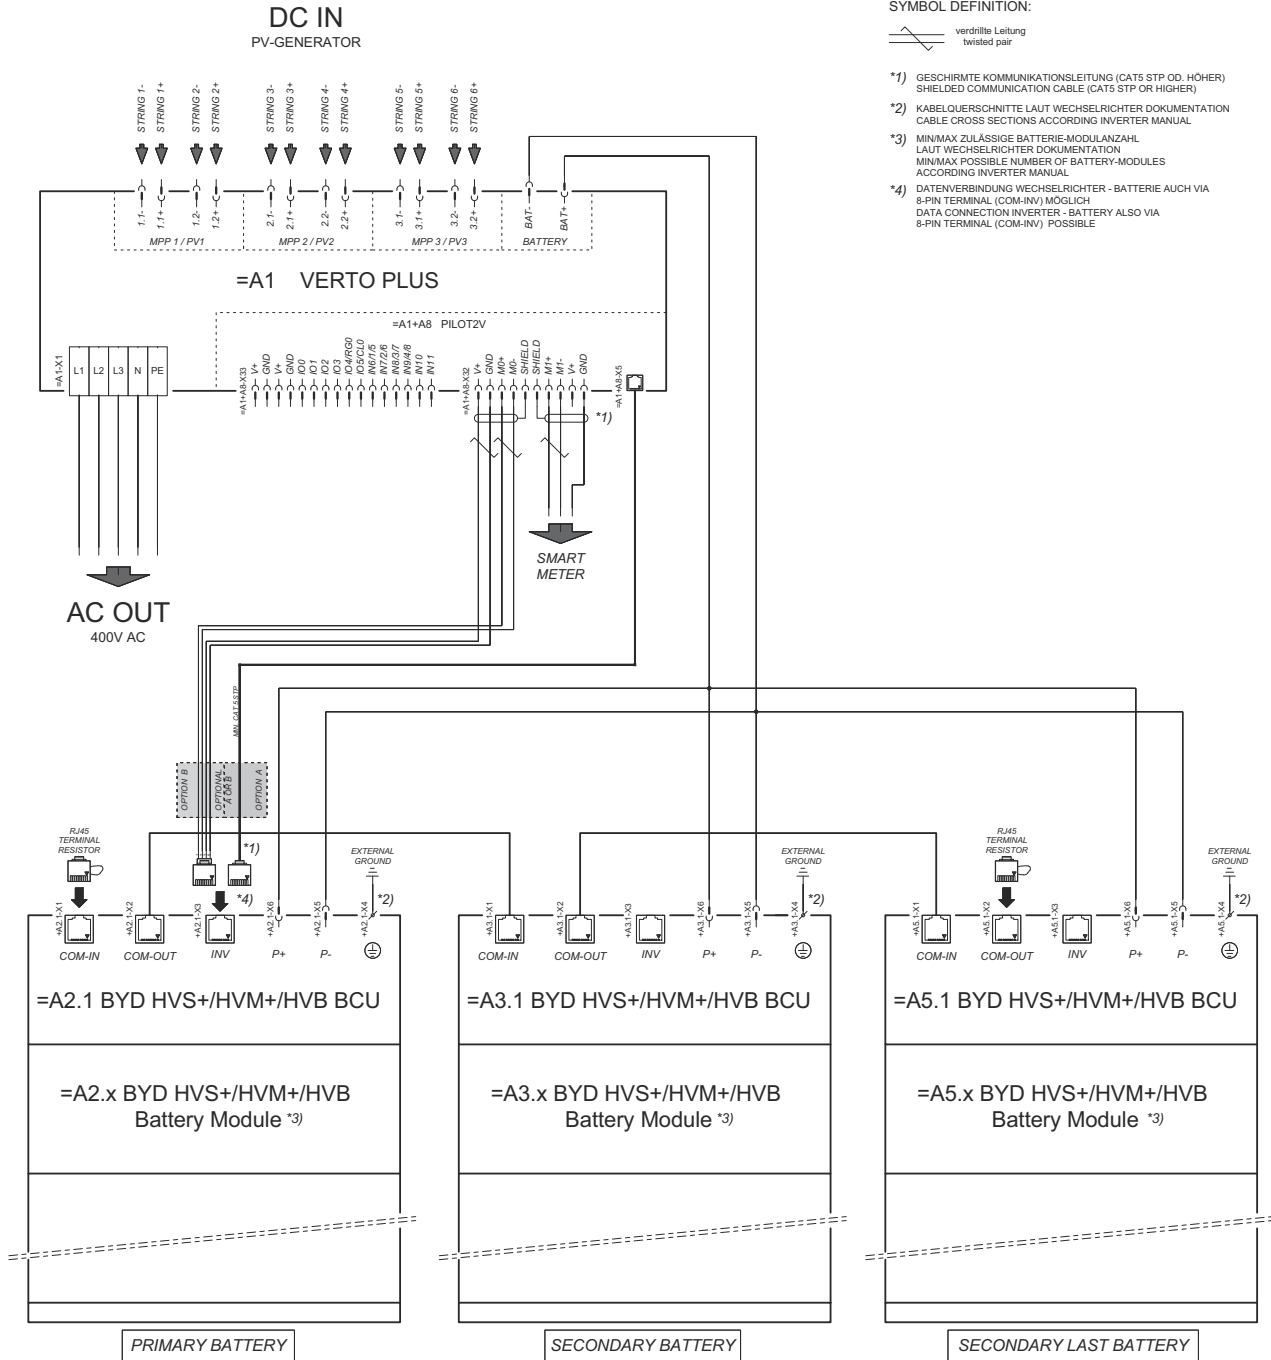 DC IN
PV-GENERATOR
SYMBOL DEFINITION:
verdrillte Leitung
twisted pair
*1) GESCHIRMTE KOMMUNIKATIONSLEITUNG (CAT5 STP OD. HÖHER)
SHIELDED COMMUNICATION CABLE (CAT5 STP OR HIGHER)
*2) KABELQUERSCHNITTE LAUT WECHSELRICHTER DOKUMENTATION
CABLE CROSS SECTIONS ACCORDING INVERTER MANUAL
*3) MIN/MAX ZULÄSSIGE BATTERIE-MODULANZAHL
LAUT WECHSELRICHTER DOKUMENTATION
MIN/MAX POSSIBLE NUMBER OF BATTERY-MODULES
ACCORDING INVERTER MANUAL
*4) DATENVERBINDUNG WECHSELRICHTER - BATTERIE AUCH VIA
8-PIN TERMINAL (COM-INV) MÖGLICH
DATA CONNECTION INVERTER - BATTERY ALSO VIA
8-PIN TERMINAL (COM-INV) POSSIBLE
STRING 1-
STRING 1+
STRING 2-
STRING 2+
STRING 3-
STRING 3+
STRING 4-
STRING 4+
STRING 5-
STRING 5+
STRING 6-
STRING 6+
1.1-
1.1+
1.2-
1.2+
2.1-
2.1+
2.2-
2.2+
3.1-
3.1+
3.2-
3.2+
BAT-
BAT+
MPP 1 / PV1
MPP 2 / PV2
MPP 3 / PV3
BATTERY
=A1 VERTO PLUS
=A1+A8 PILOT2V
=A1-X1
L1
L2
L3
N
PE
=A1+A8-X33
V+
GND
V+
GND
IO0
IO1
IO2
IO3
IO4/RG0
IO5/CL0
IN6/1/5
IN7/2/6
IN8/3/7
IN9/4/8
IN10
IN11
=A1+A8-X32
V+
GND
M0+
M0-
SHIELD
SHIELD
M1+
M1-
V+
GND
=A1+A8-X5
*1)
SMART
METER
AC OUT
400V AC
MIN. CAT 5 STP
OPTION B
OPTIONAL
A OR B
OPTION A
RJ45
TERMINAL
RESISTOR
*1)
*4)
EXTERNAL
GROUND
*2)
EXTERNAL
GROUND
*2)
RJ45
TERMINAL
RESISTOR
EXTERNAL
GROUND
*2)
+A2.1-X1
+A2.1-X2
+A2.1-X3
+A2.1-X6
+A2.1-X5
+A2.1-X4
+A3.1-X1
+A3.1-X2
+A3.1-X3
+A3.1-X6
+A3.1-X5
+A3.1-X4
+A5.1-X1
+A5.1-X2
+A5.1-X3
+A5.1-X6
+A5.1-X5
+A5.1-X4
COM-IN
COM-OUT
INV
P+
P-
COM-IN
COM-OUT
INV
P+
P-
COM-IN
COM-OUT
INV
P+
P-
=A2.1 BYD HVS+/HVM+/HVB BCU
=A3.1 BYD HVS+/HVM+/HVB BCU
=A5.1 BYD HVS+/HVM+/HVB BCU
=A2.x BYD HVS+/HVM+/HVB
Battery Module *3)
=A3.x BYD HVS+/HVM+/HVB
Battery Module *3)
=A5.x BYD HVS+/HVM+/HVB
Battery Module *3)
PRIMARY BATTERY
SECONDARY BATTERY
SECONDARY LAST BATTERY